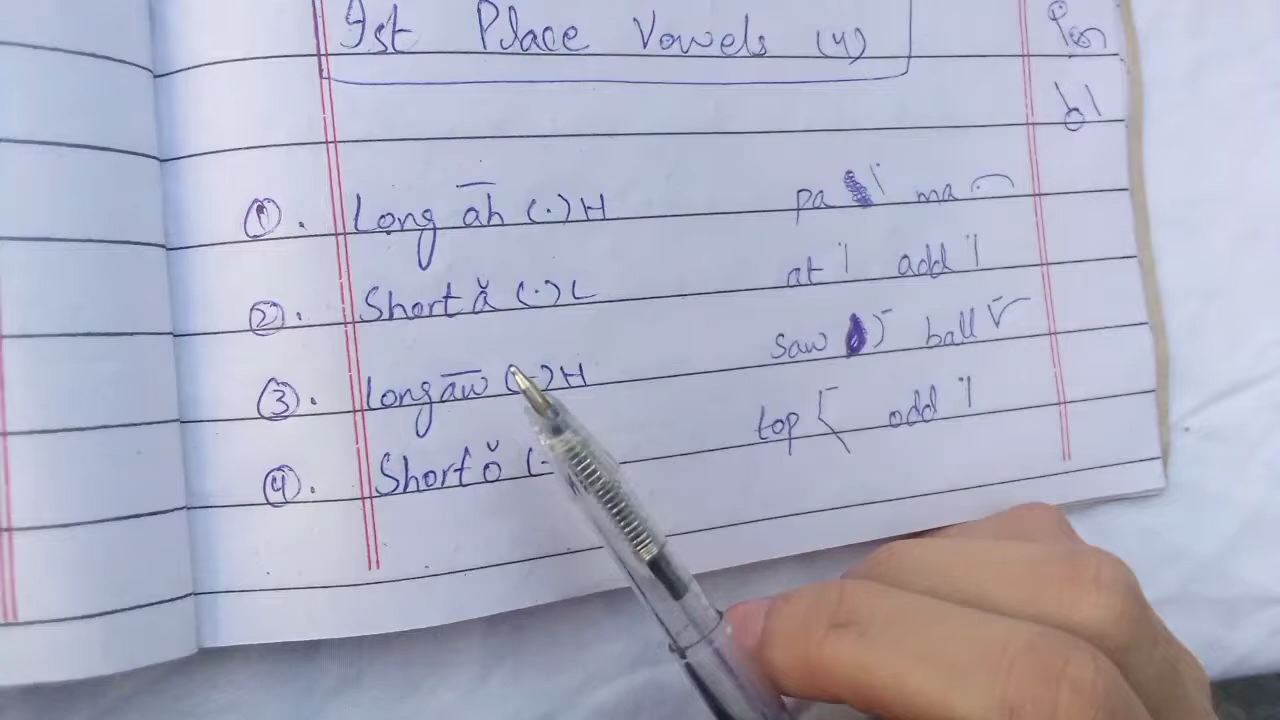 1st Place Vowels (4)
Pen
①. Long āh (·) H pa ma
②. Short ă (·) L at add
③. Long āw (-) H saw ball
④. Short ŏ (- top odd